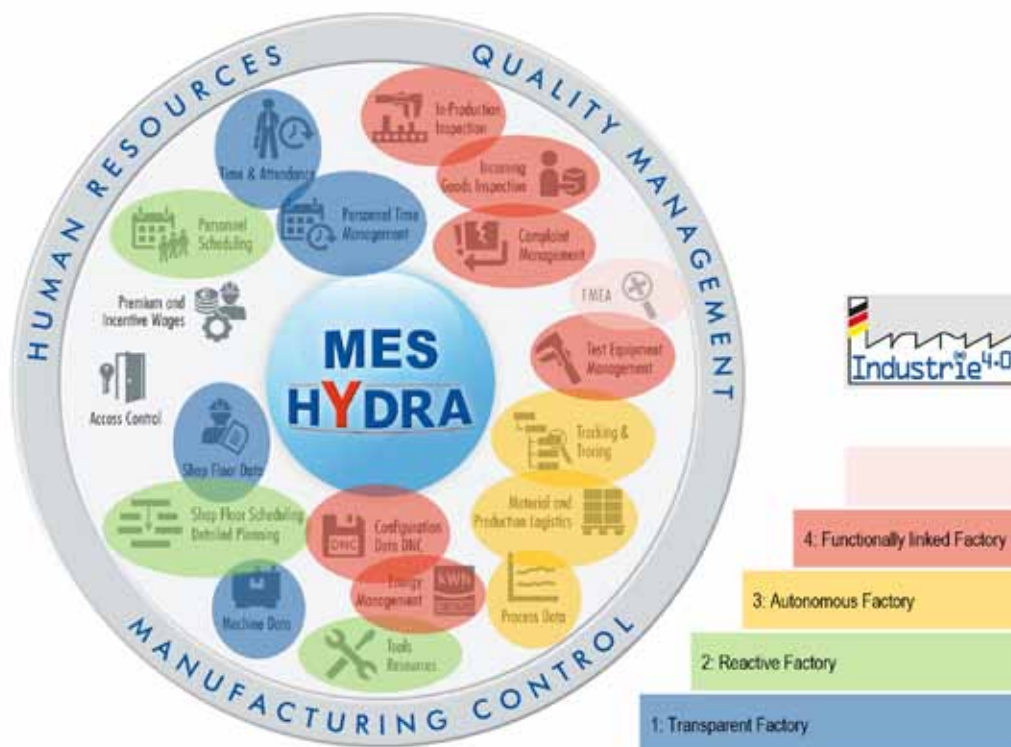 HUMAN RESOURCES
QUALITY MANAGEMENT
MANUFACTURING CONTROL
Time & Attendance
Personnel Time
Management
Personnel
Scheduling
Premium and
Incentive Wages
Access Control
In-Production
Inspection
Incoming
Goods Inspection
Complaint
Management
FMEA
Test Equipment
Management
MES
HYDRA
Shop Floor Data
Shop Floor Scheduling
Detailed Planning
Machine Data
Configuration
Data DNC
DNC
Energy
Management
kWh
Tools
Resources
Tracking &
Tracing
Material and
Production Logistics
Process Data
Industrie 4.0
4: Functionally linked Factory
3: Autonomous Factory
2: Reactive Factory
1: Transparent Factory